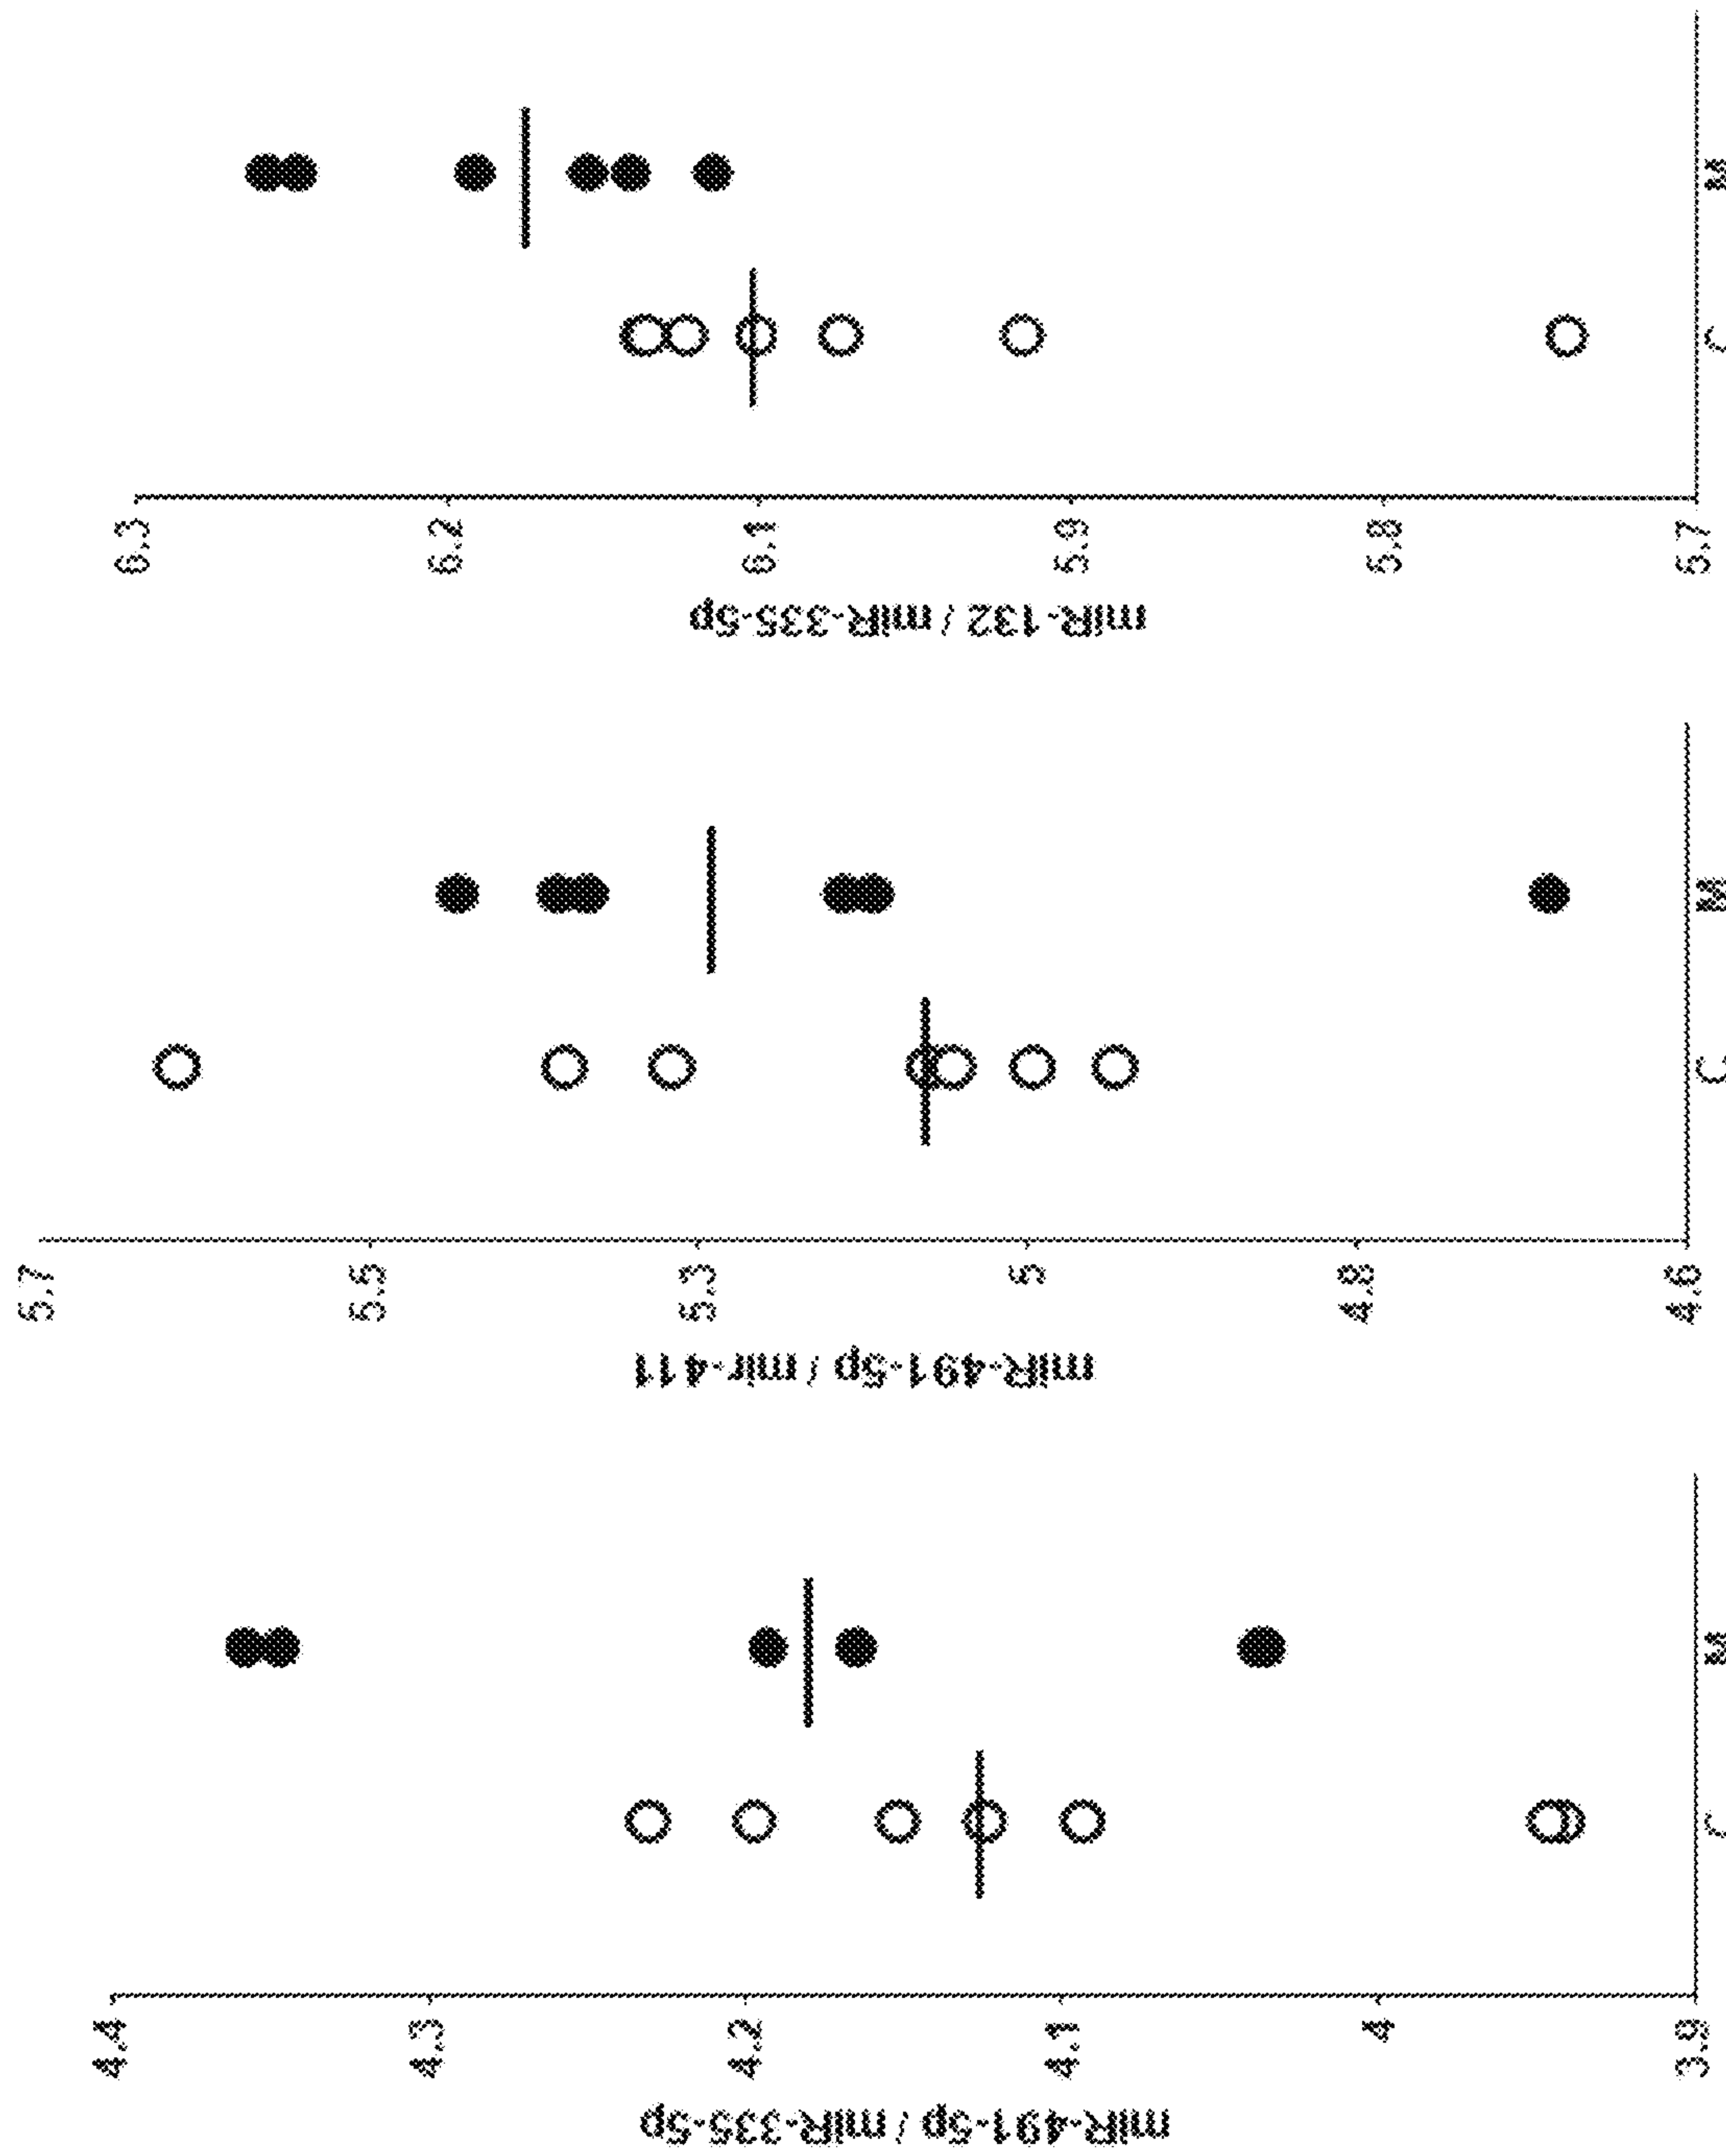 miR-132 / miR-335-5p
6.3
6.2
6.1
5.9
5.8
5.7
C
M
miR-491-5p / mir-411
5.7
5.5
5.3
5
4.8
4.6
C
M
miR-491-5p / miR-335-5p
4.4
4.3
4.2
4.1
4
3.9
C
M